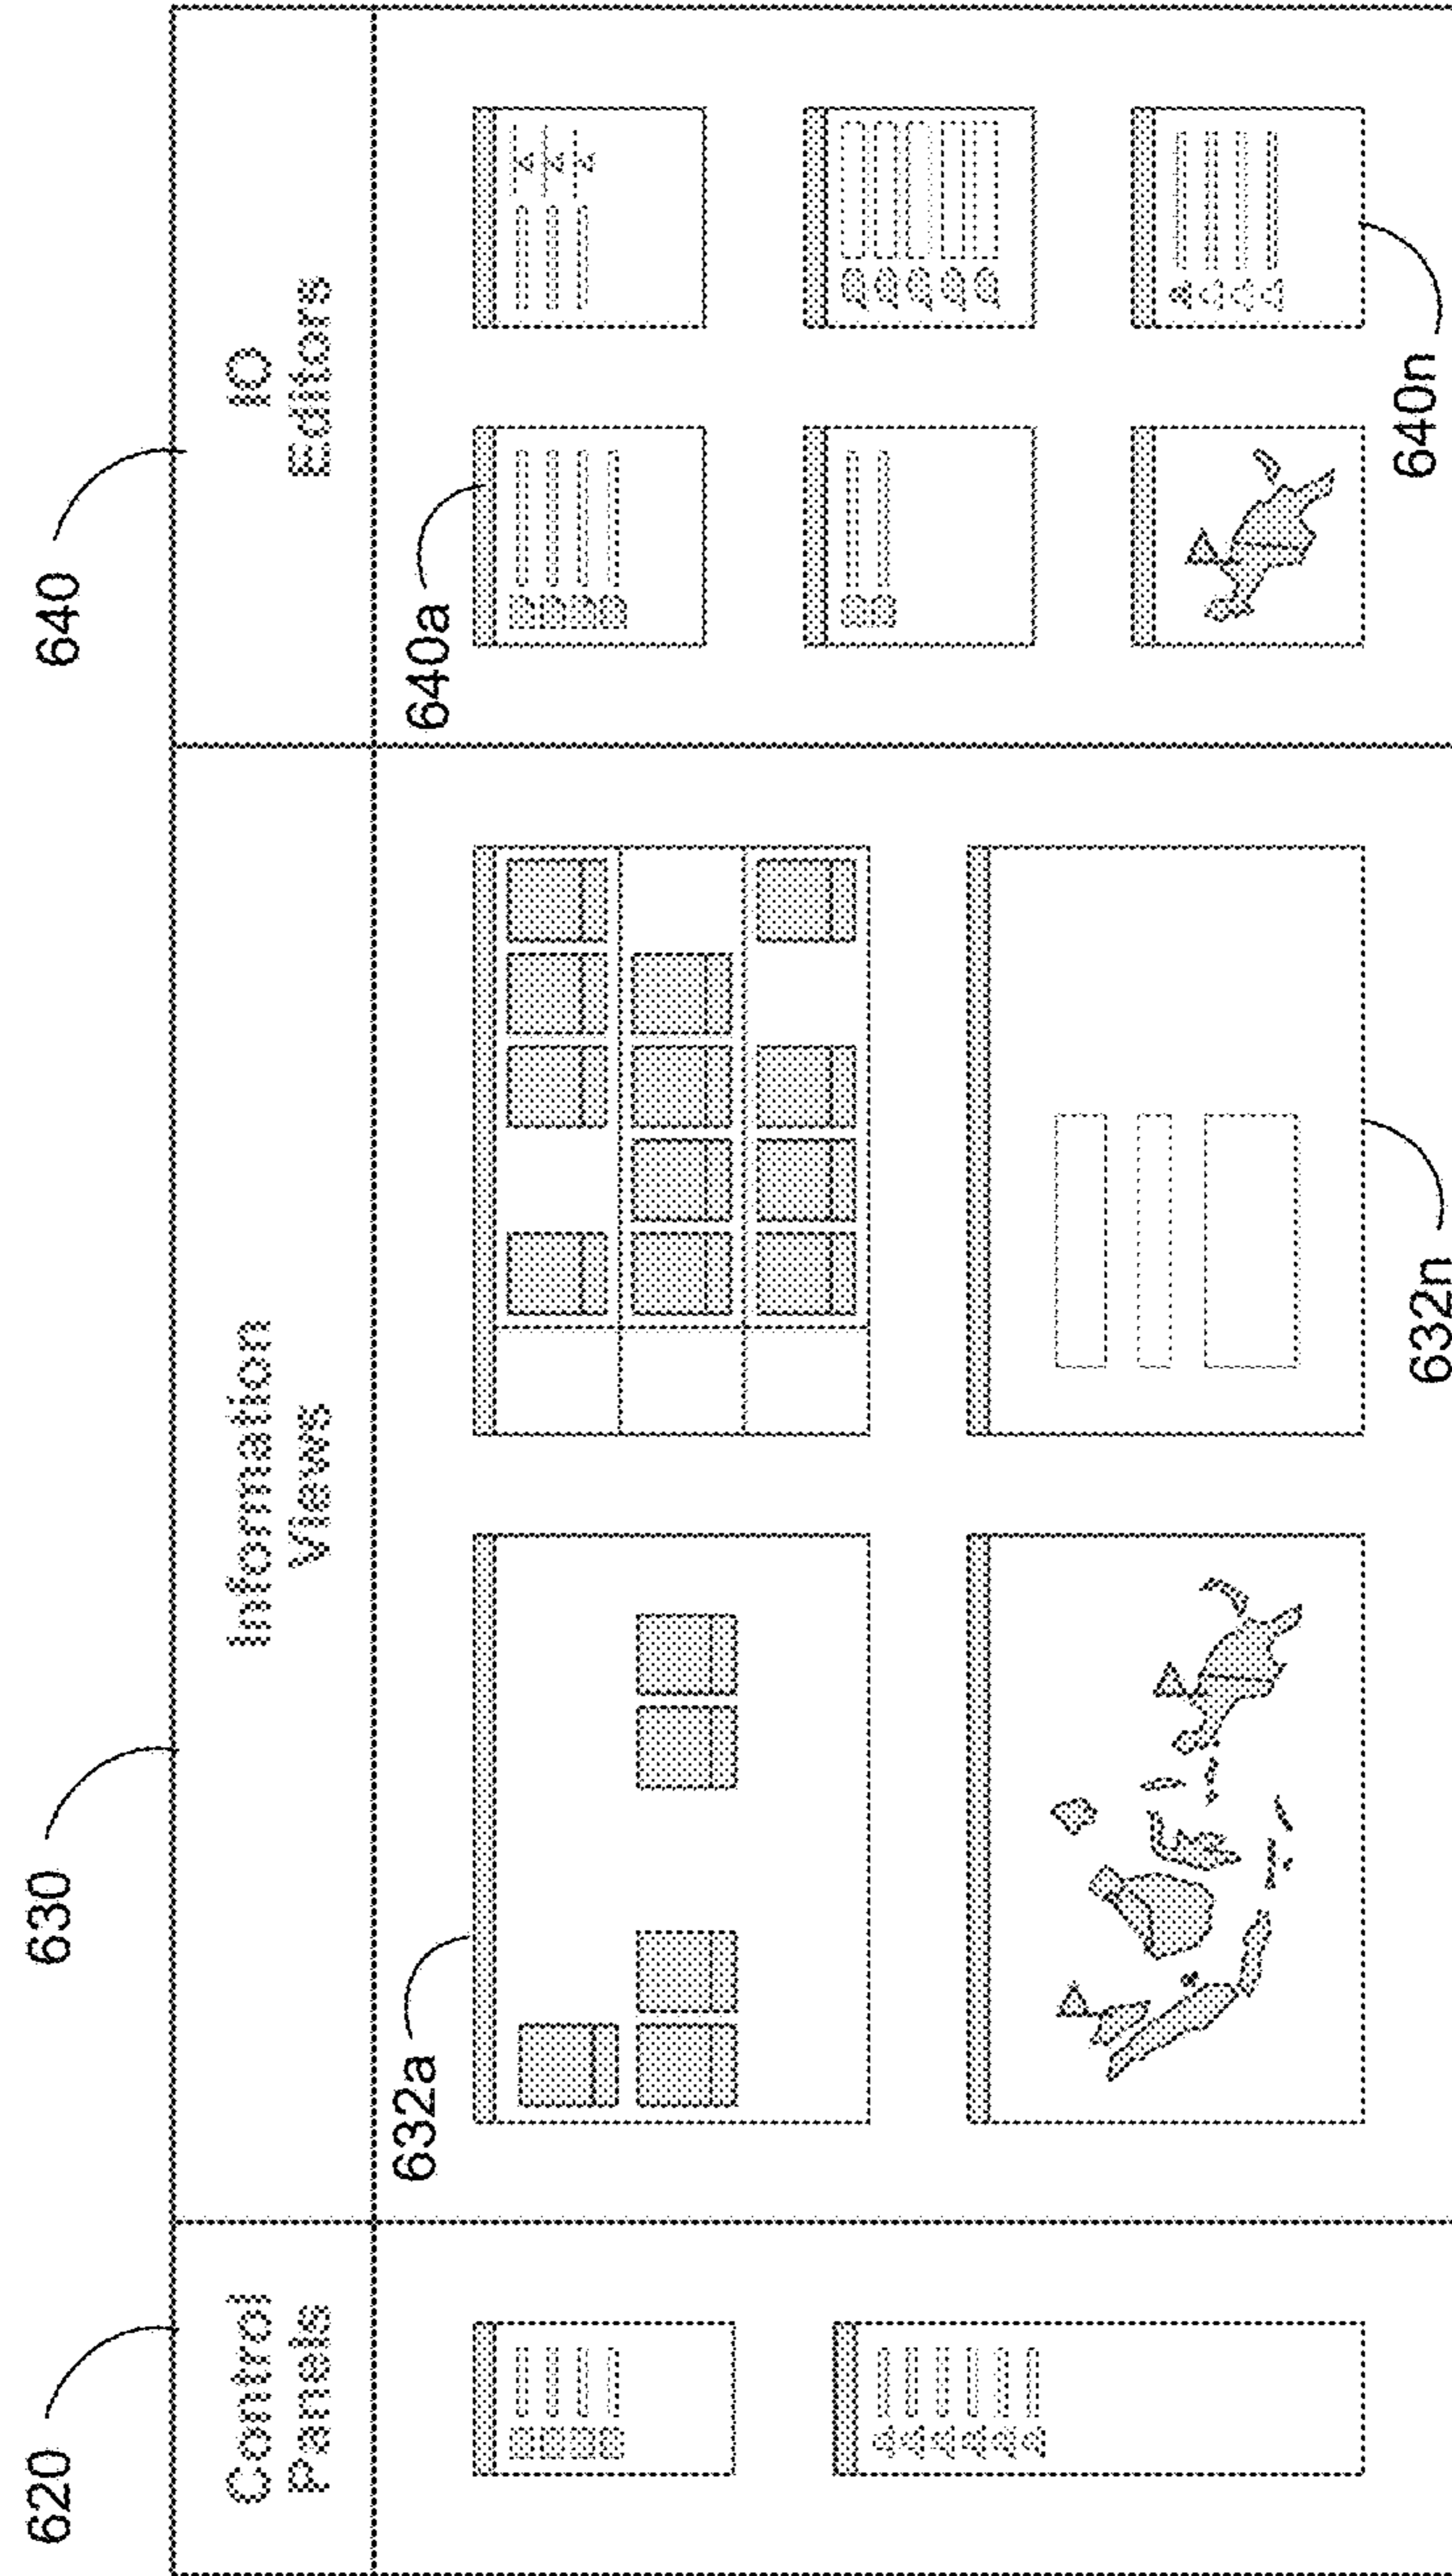 620
630
640
Control
Panels
Information
Views
IO
Editors
632a
640a
632n
640n